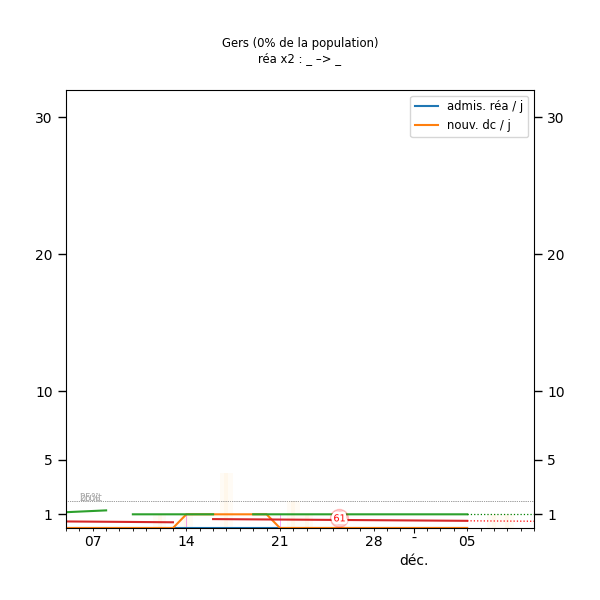 Gers (0% de la population)
réa x2 : _ –> _
admis. réa / j
nouv. dc / j
30 30
20 20
10 10
5 5
1 61 1
07 14 21 28 - 05
déc.